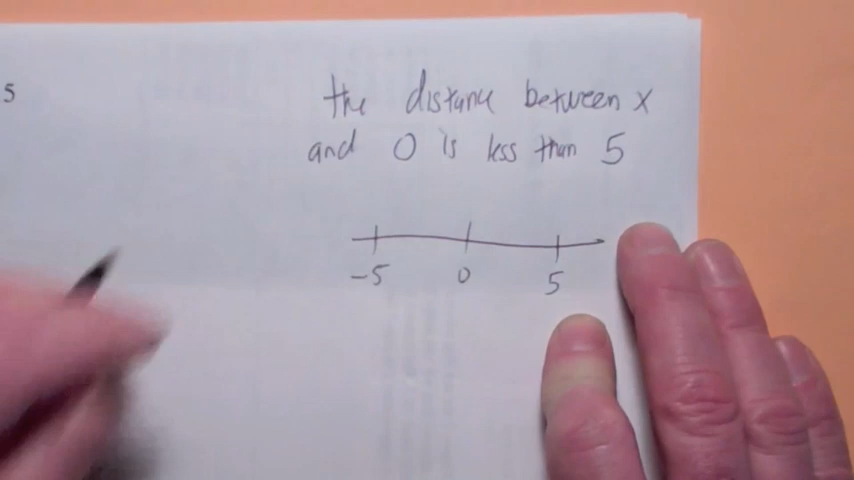 5
the distance between x
and 0 is less than 5
-5 0 5